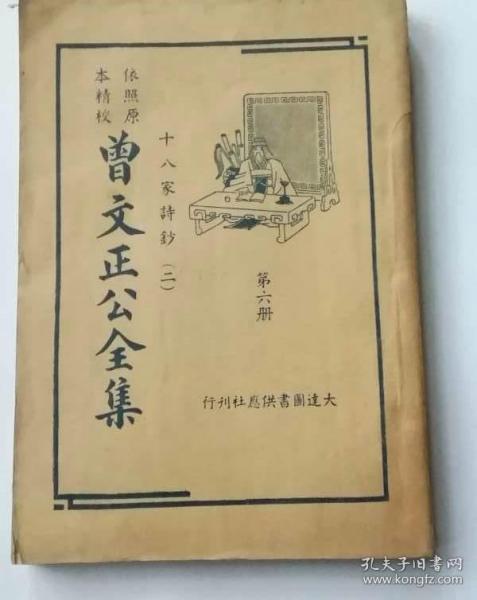 依照原
本精校
曾文正公全集
十八家詩鈔（二）
第六册
大達圖書供應社刊行
孔夫子旧书网
www.kongfz.com